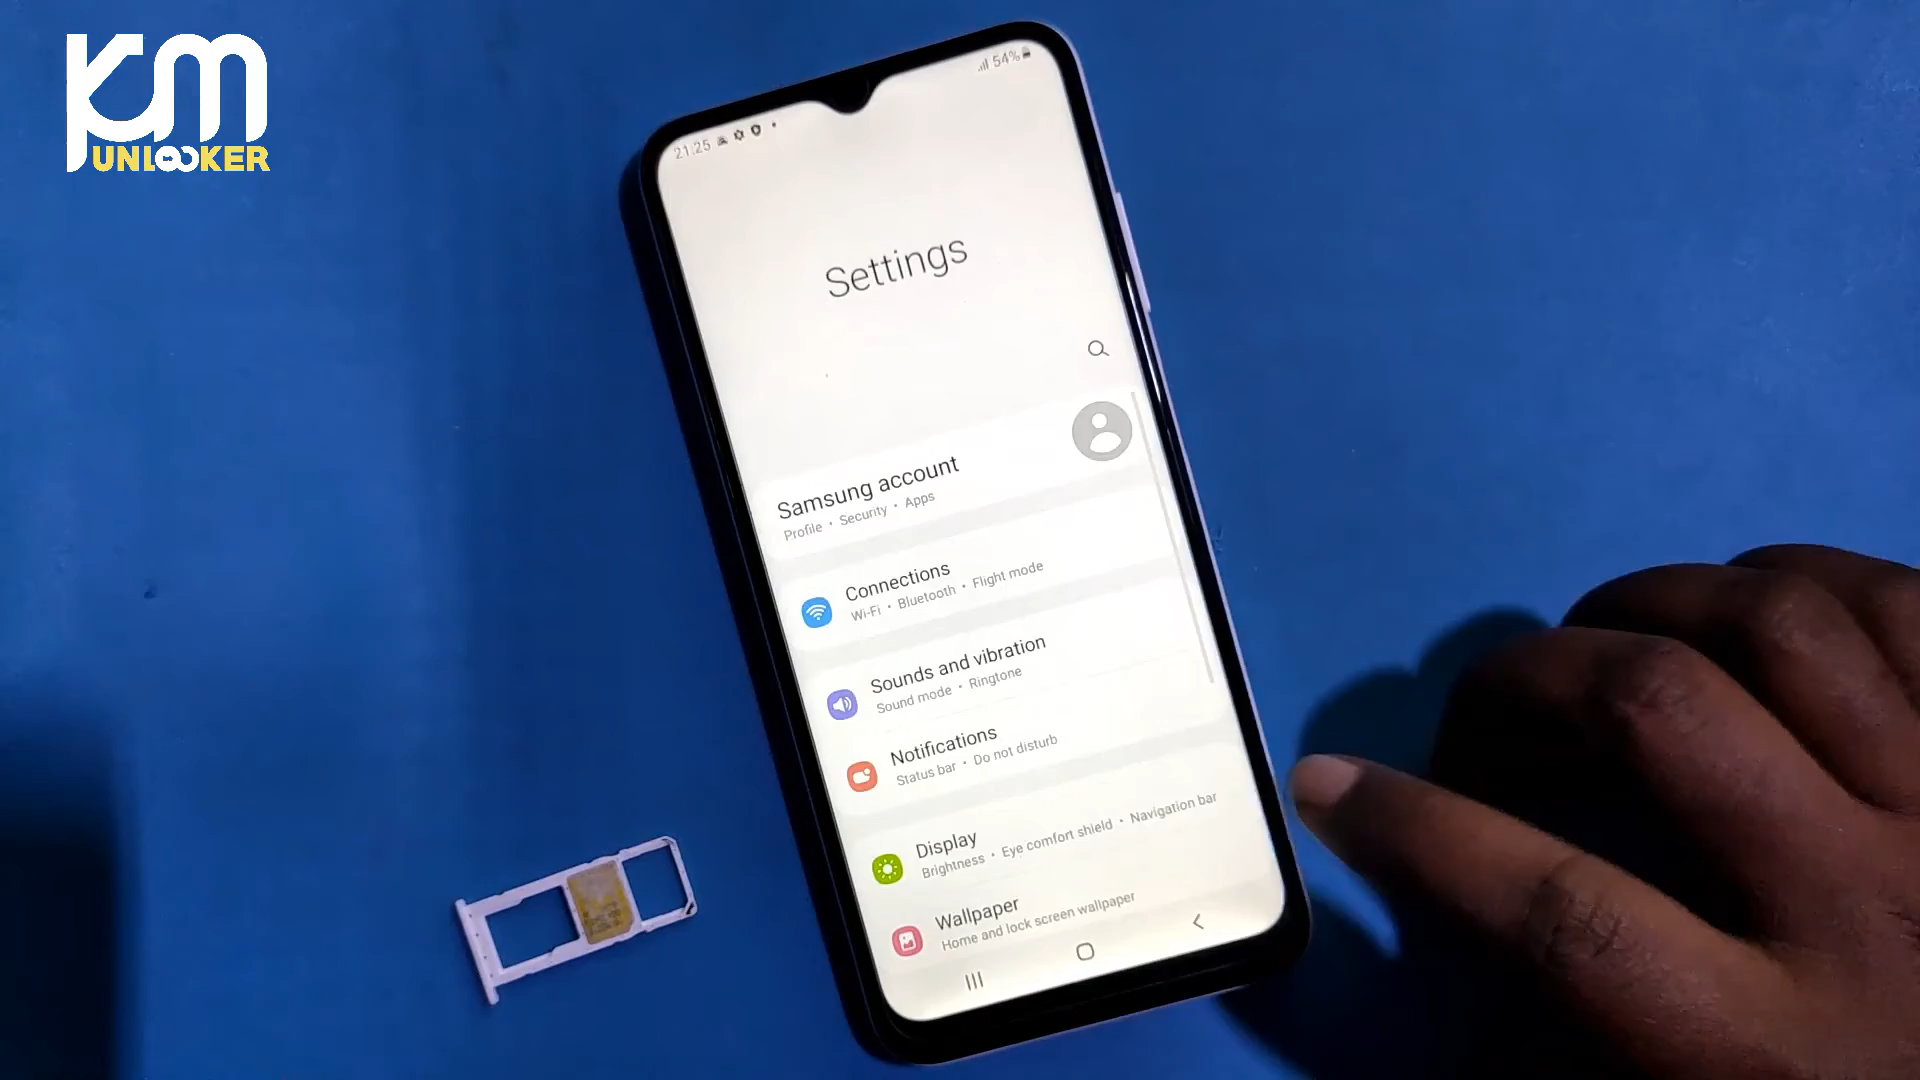 KM
UNLOCKER
21:25
54%
Settings
Samsung account
Profile • Security • Apps
Connections
Wi-Fi • Bluetooth • Flight mode
Sounds and vibration
Sound mode • Ringtone
Notifications
Status bar • Do not disturb
Display
Brightness • Eye comfort shield • Navigation bar
Wallpaper
Home and lock screen wallpaper